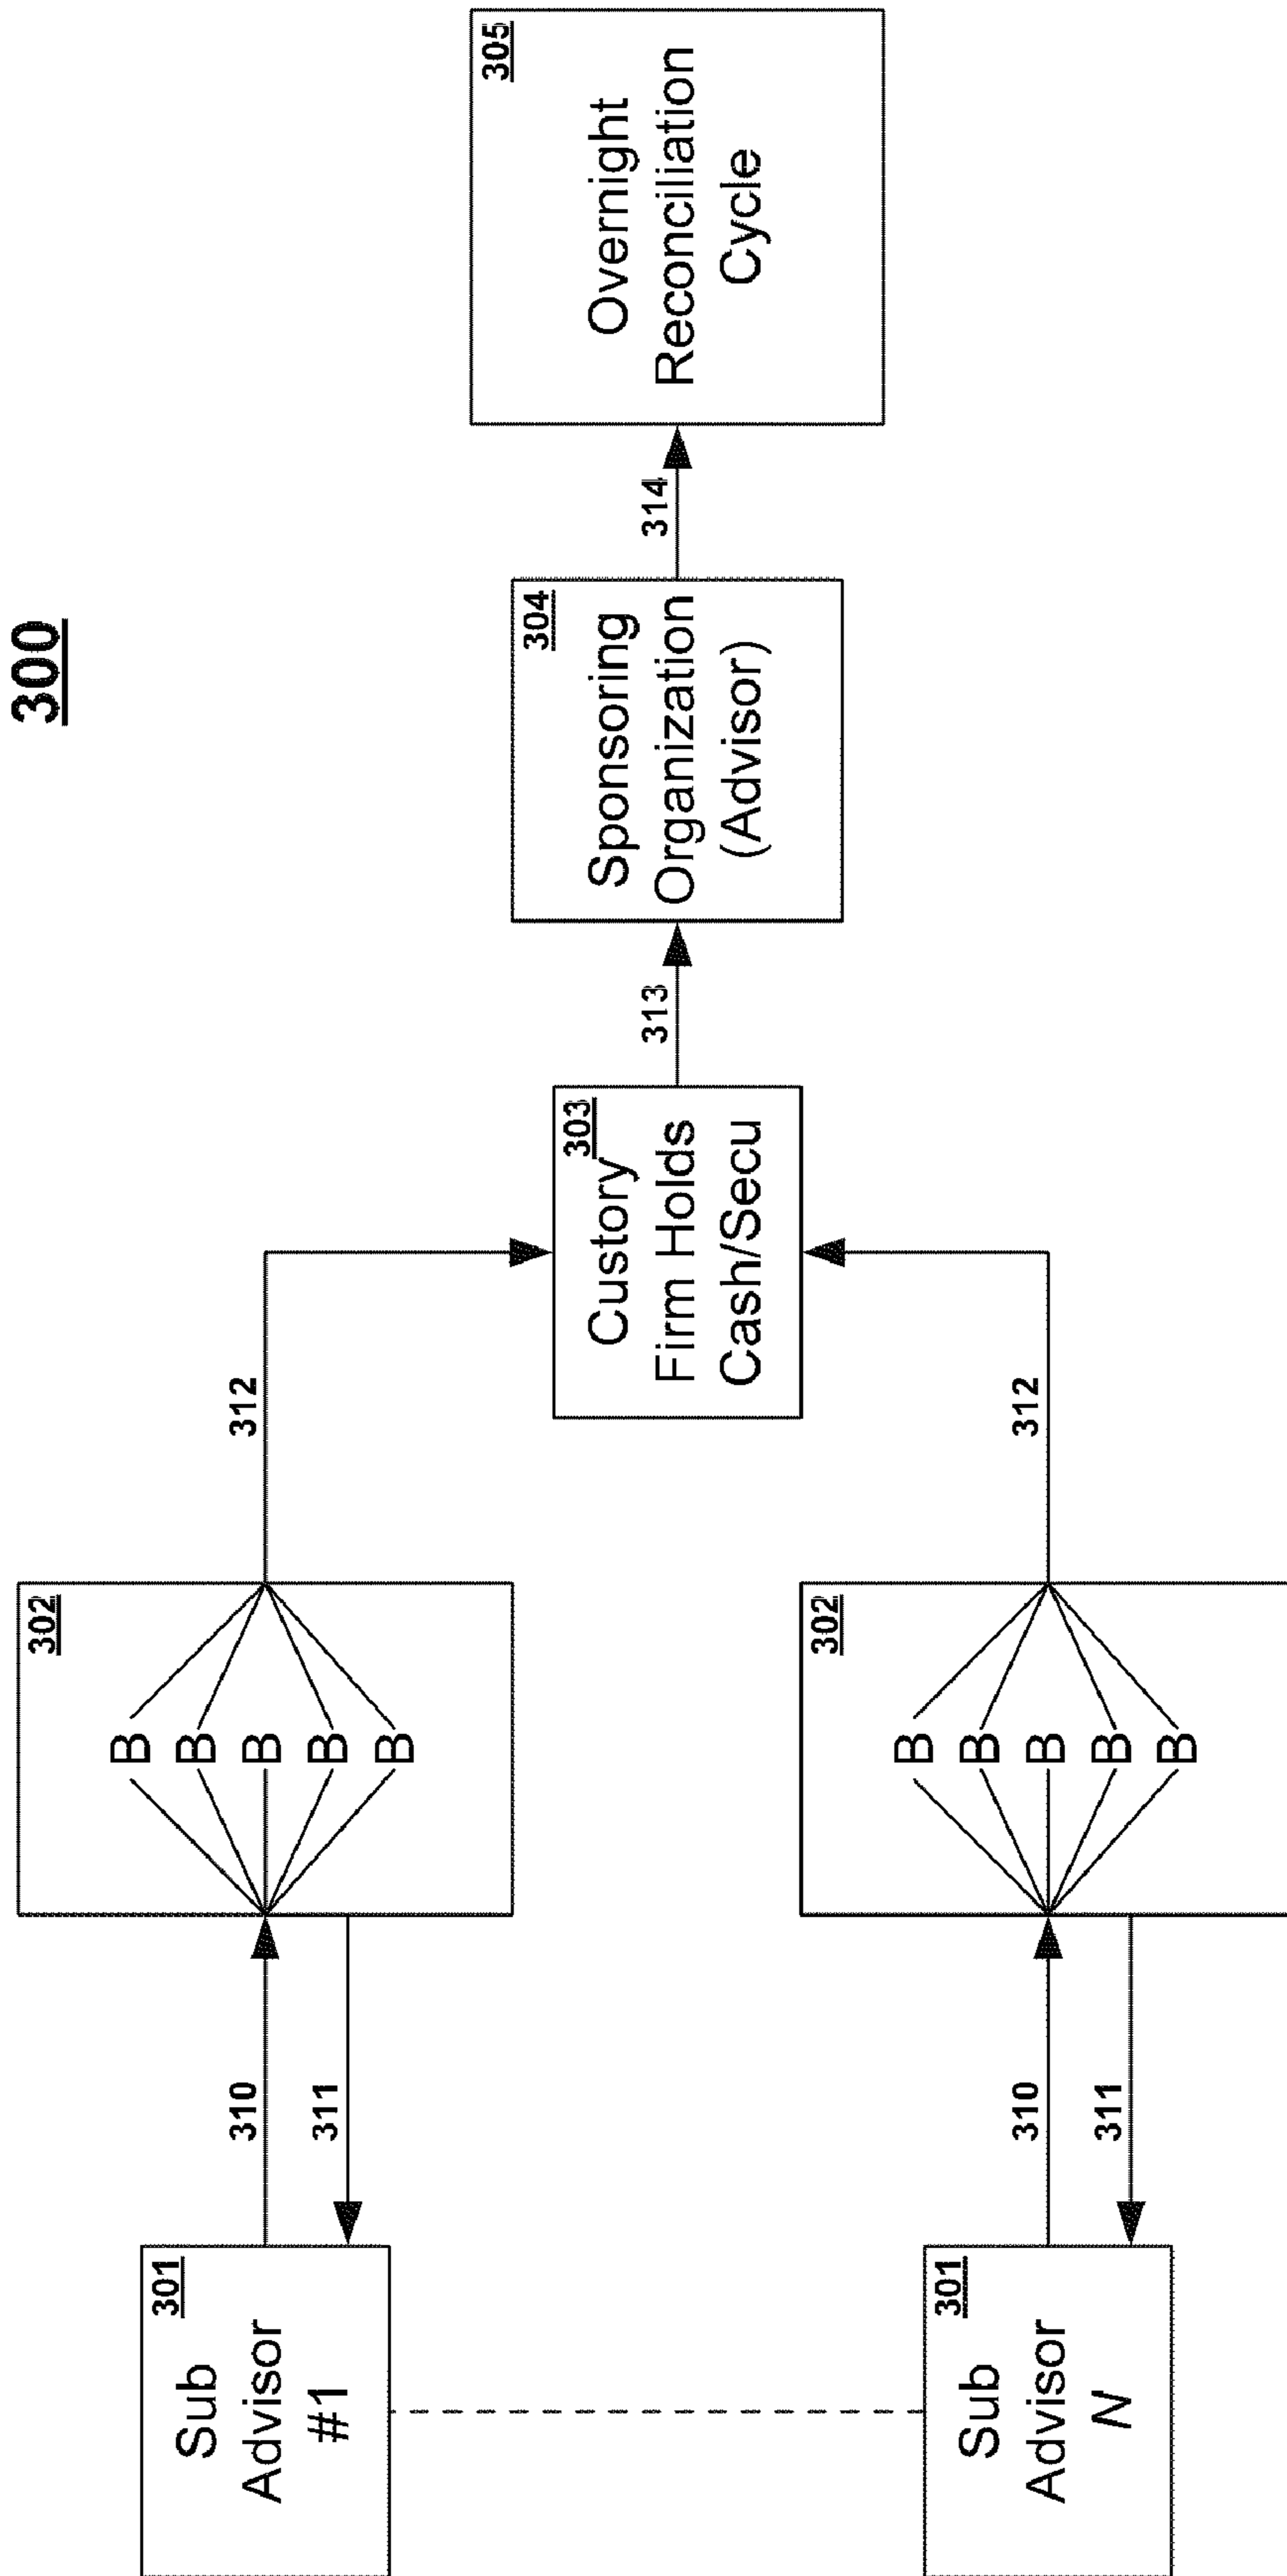 300
301
Sub
Advisor
#1
310
311
302
B
B
B
B
B
312
301
Sub
Advisor
N
310
311
302
B
B
B
B
B
312
303
Custory
Firm Holds
Cash/Secu
313
304
Sponsoring
Organization
(Advisor)
314
305
Overnight
Reconciliation
Cycle